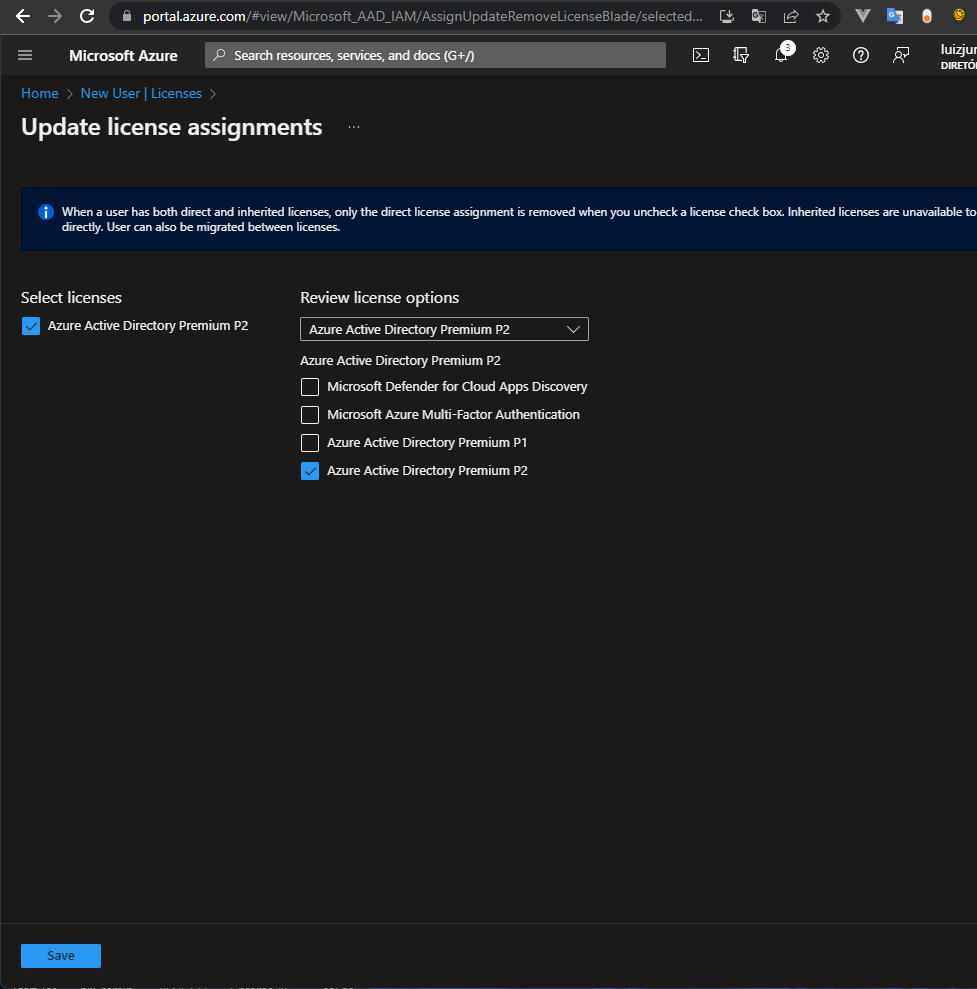 portal.azure.com/#view/Microsoft_AAD_IAM/AssignUpdateRemoveLicenseBlade/selected...
Microsoft Azure
Search resources, services, and docs (G+/)
3
luizjur
DIRETÓ
Home > New User | Licenses >
Update license assignments ...
When a user has both direct and inherited licenses, only the direct license assignment is removed when you uncheck a license check box. Inherited licenses are unavailable to
directly. User can also be migrated between licenses.
Select licenses
Azure Active Directory Premium P2
Review license options
Azure Active Directory Premium P2
Azure Active Directory Premium P2
Microsoft Defender for Cloud Apps Discovery
Microsoft Azure Multi-Factor Authentication
Azure Active Directory Premium P1
Azure Active Directory Premium P2
Save